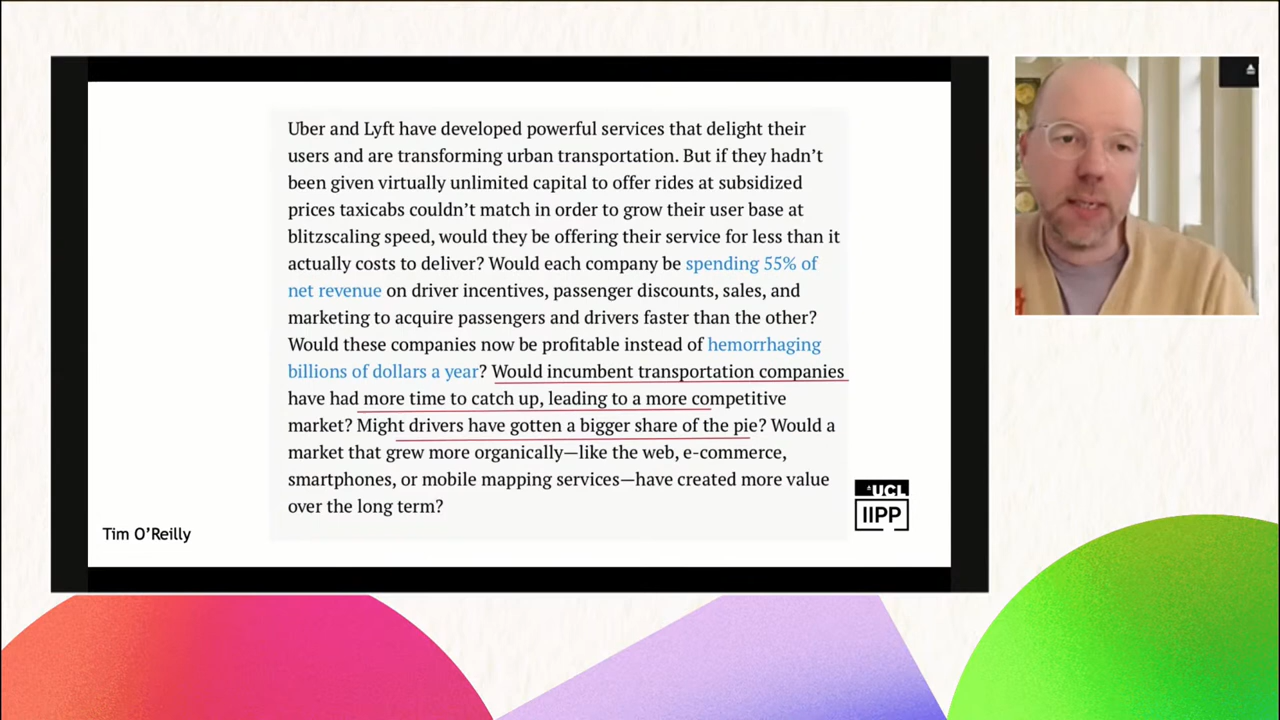 Uber and Lyft have developed powerful services that delight their
users and are transforming urban transportation. But if they hadn’t
been given virtually unlimited capital to offer rides at subsidized
prices taxicabs couldn’t match in order to grow their user base at
blitzscaling speed, would they be offering their service for less than it
actually costs to deliver? Would each company be spending 55% of
net revenue on driver incentives, passenger discounts, sales, and
marketing to acquire passengers and drivers faster than the other?
Would these companies now be profitable instead of hemorrhaging
billions of dollars a year? Would incumbent transportation companies
have had more time to catch up, leading to a more competitive
market? Might drivers have gotten a bigger share of the pie? Would a
market that grew more organically—like the web, e-commerce,
smartphones, or mobile mapping services—have created more value
over the long term?
UCL
IIPP
Tim O’Reilly